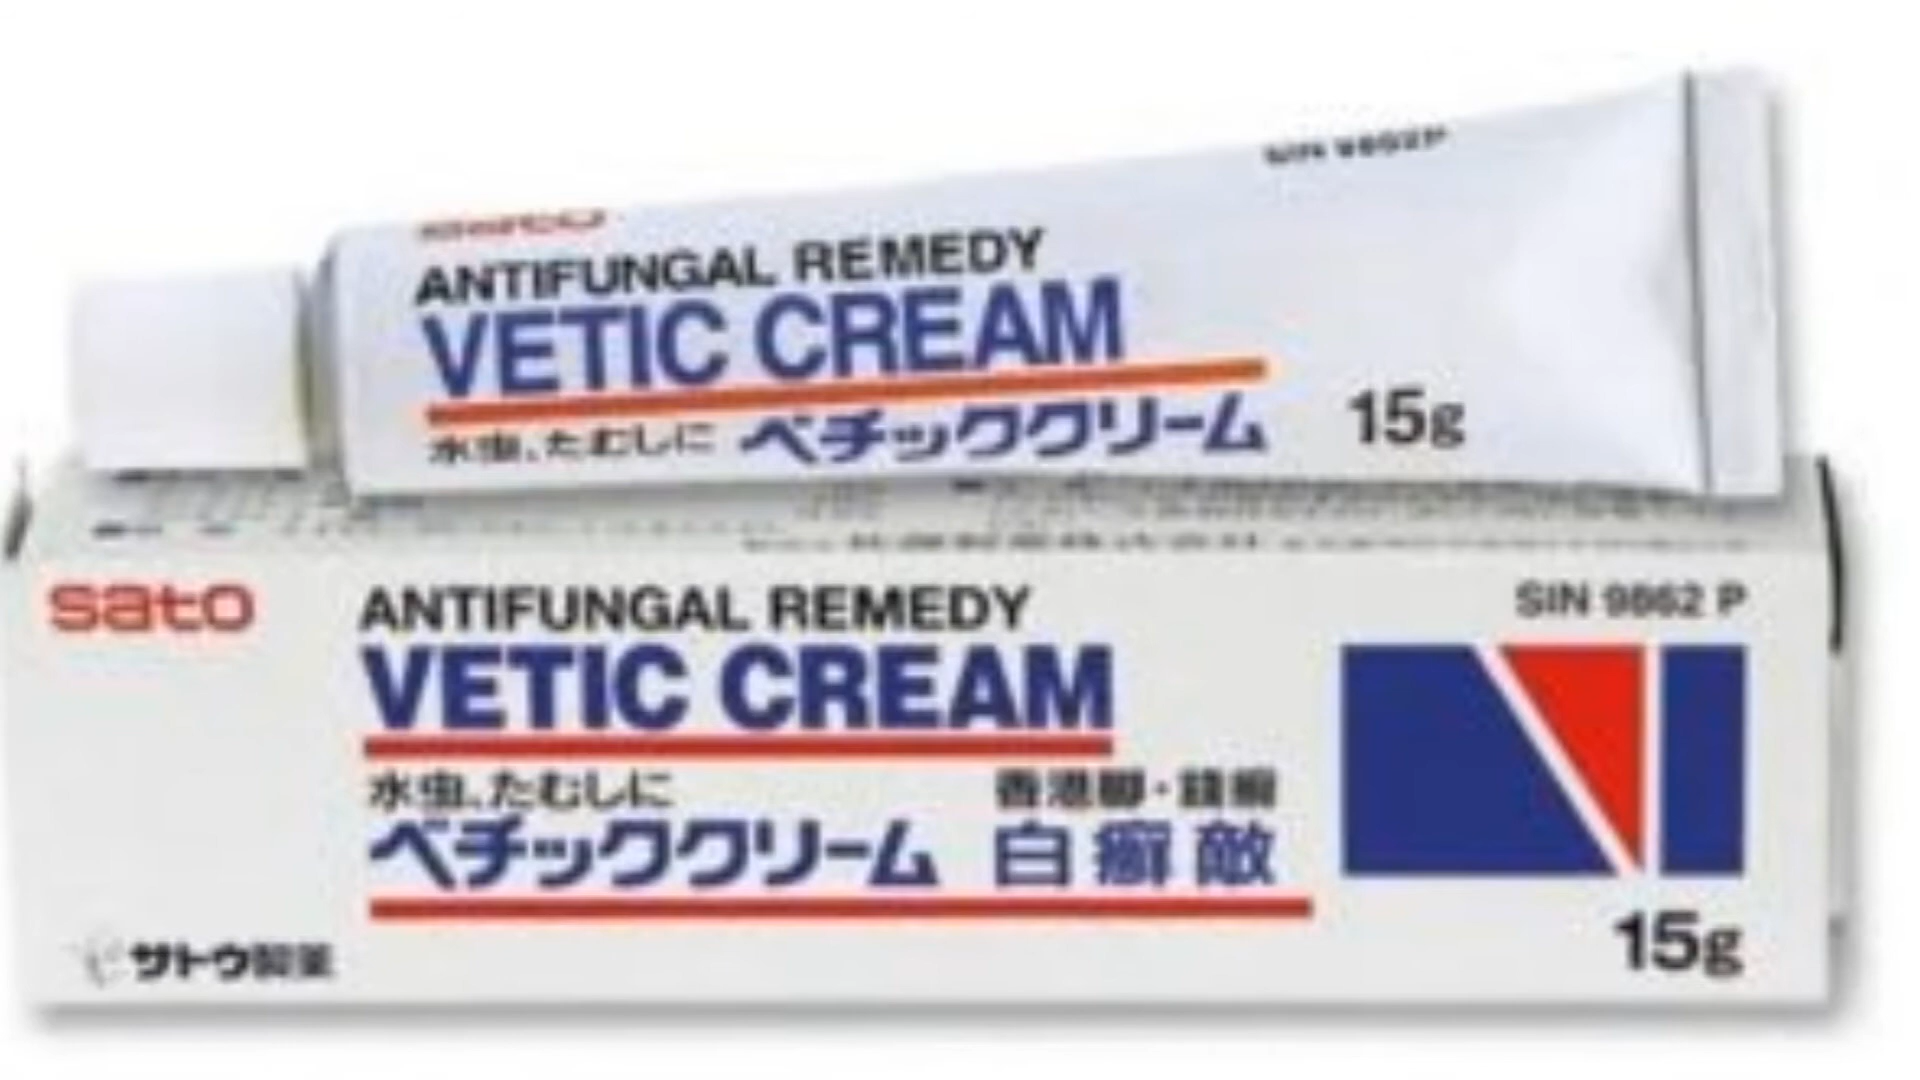 sato
ANTIFUNGAL REMEDY
VETIC CREAM
水虫、たむしに ベチッククリーム
15g
sato
ANTIFUNGAL REMEDY
SIN 9862 P
VETIC CREAM
水虫、たむしに
香港脚・錢癬
ベチッククリーム 白癬敵
サトウ製薬
15g